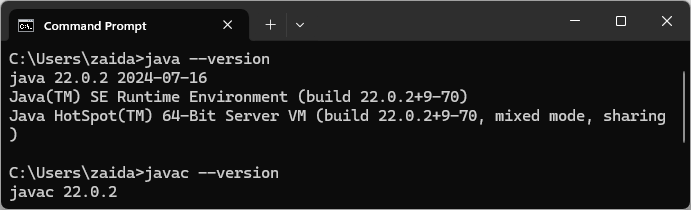 Command Prompt
C:\Users\zaida>java --version
java 22.0.2 2024-07-16
Java(TM) SE Runtime Environment (build 22.0.2+9-70)
Java HotSpot(TM) 64-Bit Server VM (build 22.0.2+9-70, mixed mode, sharing
)
C:\Users\zaida>javac --version
javac 22.0.2